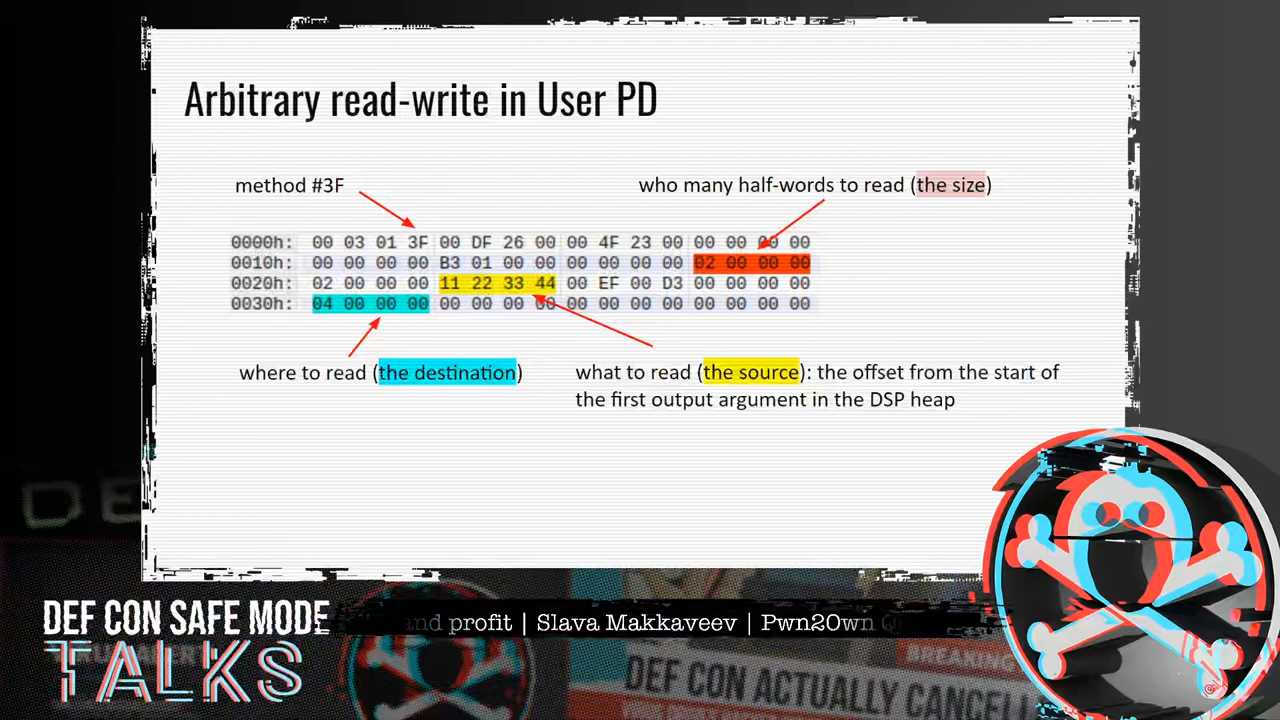 Arbitrary read-write in User PD
method #3F
who many half-words to read (the size)
0000h: 00 03 01 3F 00 DF 26 00 00 4F 23 00 00 00 00 00
0010h: 00 00 00 00 B3 01 00 00 00 00 00 00 02 00 00 00
0020h: 02 00 00 00 11 22 33 44 00 EF 00 D3 00 00 00 00
0030h: 04 00 00 00 00 00 00 00 00 00 00 00 00 00 00 00
where to read (the destination)
what to read (the source): the offset from the start of
the first output argument in the DSP heap
DEF CON SAFE MODE
TALKS
and profit | Slava Makkaveev | Pwn2Own
BREAKING
DEF CON ACTUALLY CANCEL